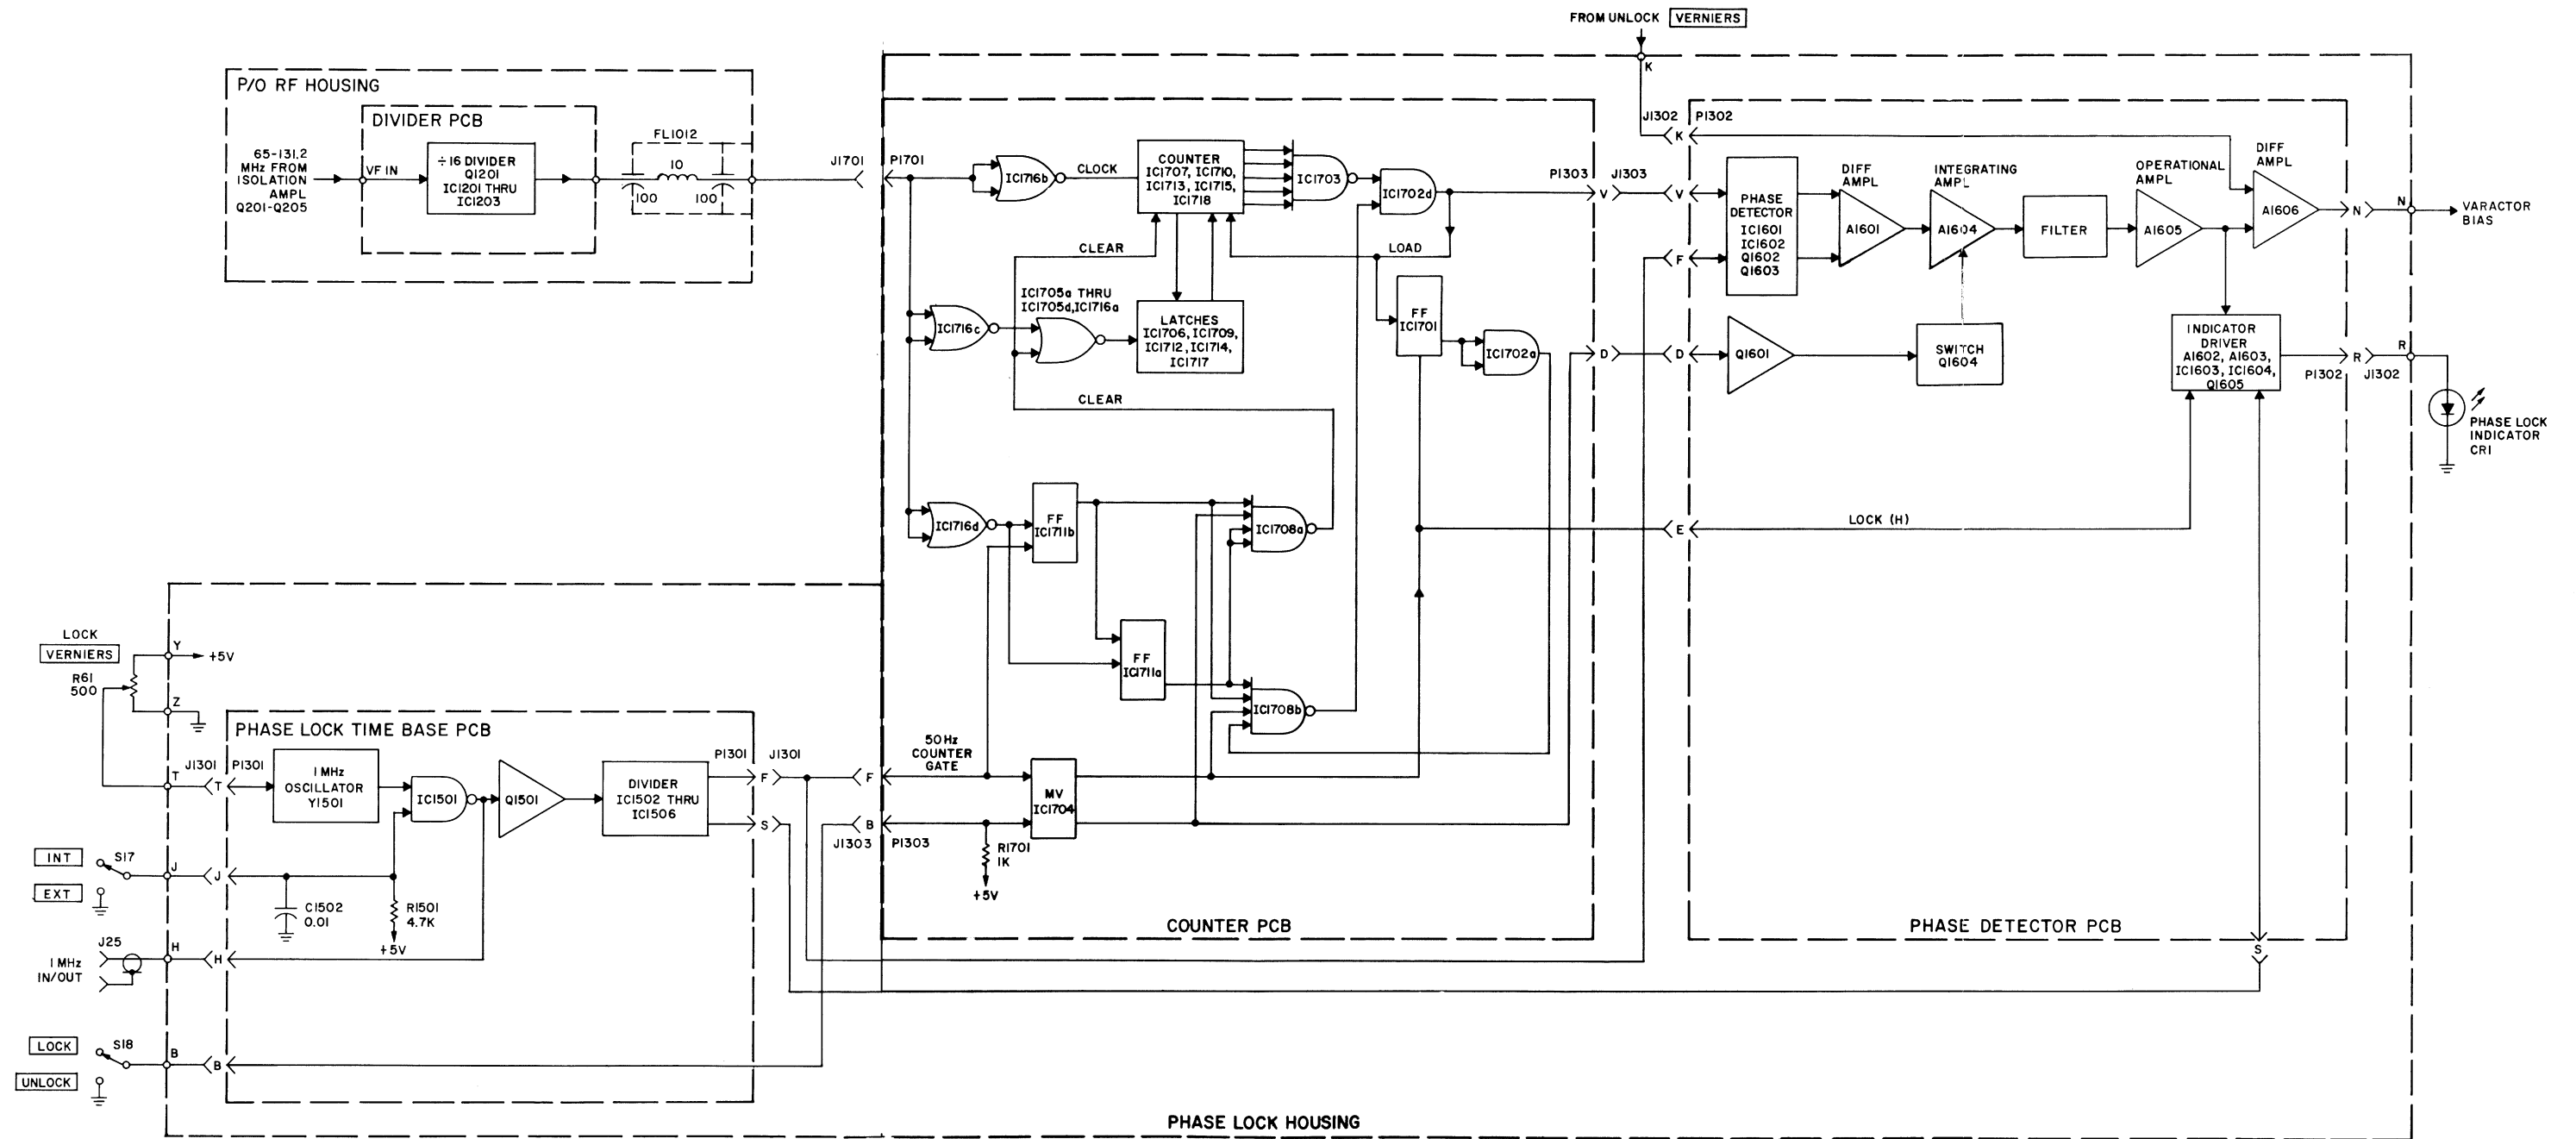 FROM UNLOCK VERNIERS
K
P/O RF HOUSING
DIVIDER PCB
65-131.2
MHz FROM
ISOLATION
AMPL
Q201-Q205
VF IN
÷16 DIVIDER
Q1201
IC1201 THRU
IC1203
FL1012
10
100
100
J1701
P1701
IC1716b
CLOCK
COUNTER
IC1707, IC1710,
IC1713, IC1715,
IC1718
IC1703
IC1702d
CLEAR
LOAD
IC1716c
IC1705a THRU
IC1705d,IC1716a
LATCHES
IC1706, IC1709,
IC1712, IC1714,
IC1717
FF
IC1701
IC1702a
CLEAR
IC1716d
FF
IC1711b
IC1708a
FF
IC1711a
IC1708b
50Hz
COUNTER
GATE
MV
IC1704
R1701
1K
+5V
COUNTER PCB
P1303
J1303
V
V
D
D
F
E
J1302
P1302
K
PHASE
DETECTOR
IC1601
IC1602
Q1602
Q1603
DIFF
AMPL
A1601
INTEGRATING
AMPL
A1604
FILTER
OPERATIONAL
AMPL
A1605
DIFF
AMPL
A1606
N
N
VARACTOR
BIAS
Q1601
SWITCH
Q1604
INDICATOR
DRIVER
A1602, A1603,
IC1603, IC1604,
Q1605
P1302
R
J1302
R
PHASE LOCK
INDICATOR
CR1
LOCK (H)
PHASE DETECTOR PCB
S
LOCK
VERNIERS
R61
500
Y
+5V
Z
T
J1301
P1301
T
PHASE LOCK TIME BASE PCB
1 MHz
OSCILLATOR
Y1501
IC1501
Q1501
DIVIDER
IC1502 THRU
IC1506
P1301
J1301
F
S
F
B
J1303
P1303
INT
S17
EXT
J
J
C1502
0.01
R1501
4.7K
+5V
J25
1 MHz
IN/OUT
H
H
LOCK
S18
UNLOCK
B
B
PHASE LOCK HOUSING